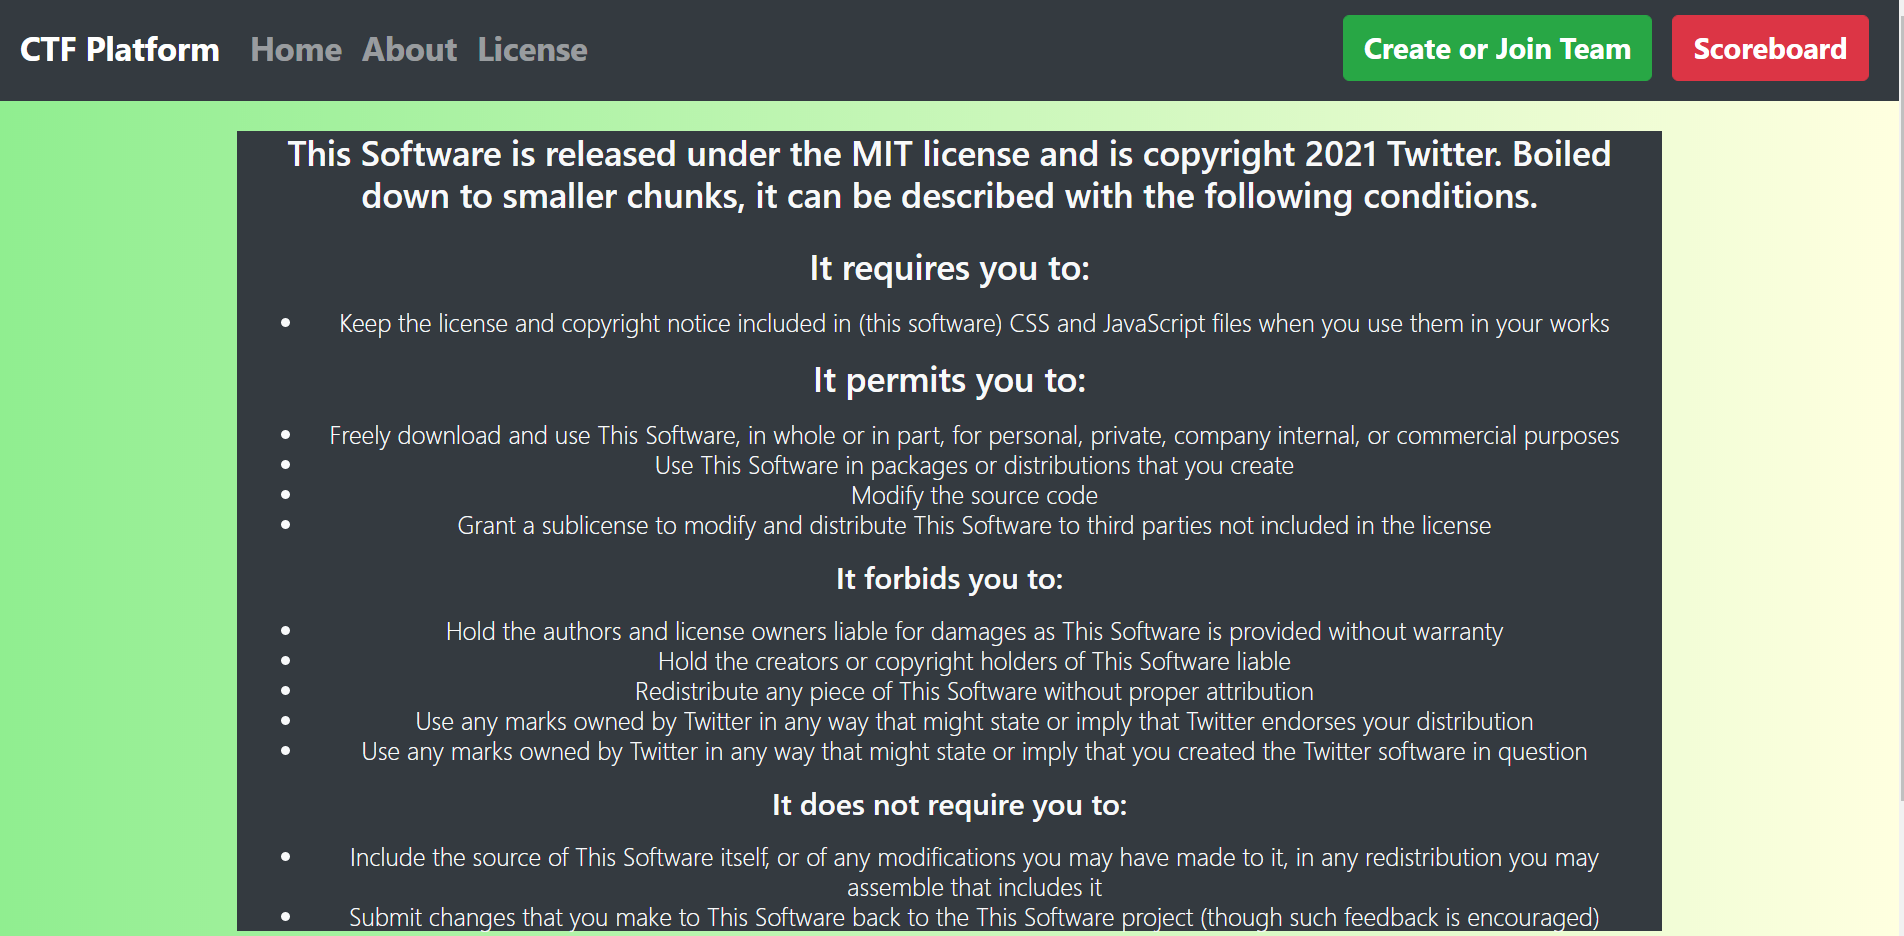 CTF Platform Home About License Create or Join Team Scoreboard
This Software is released under the MIT license and is copyright 2021 Twitter. Boiled
down to smaller chunks, it can be described with the following conditions.
It requires you to:
• Keep the license and copyright notice included in (this software) CSS and JavaScript files when you use them in your works
It permits you to:
• Freely download and use This Software, in whole or in part, for personal, private, company internal, or commercial purposes
• Use This Software in packages or distributions that you create
• Modify the source code
• Grant a sublicense to modify and distribute This Software to third parties not included in the license
It forbids you to:
• Hold the authors and license owners liable for damages as This Software is provided without warranty
• Hold the creators or copyright holders of This Software liable
• Redistribute any piece of This Software without proper attribution
• Use any marks owned by Twitter in any way that might state or imply that Twitter endorses your distribution
• Use any marks owned by Twitter in any way that might state or imply that you created the Twitter software in question
It does not require you to:
• Include the source of This Software itself, or of any modifications you may have made to it, in any redistribution you may
assemble that includes it
• Submit changes that you make to This Software back to the This Software project (though such feedback is encouraged)